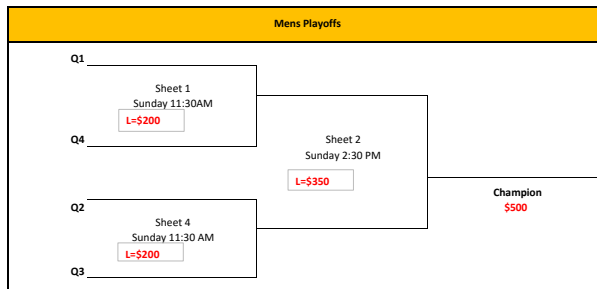 Mens Playoffs
Q1
Sheet 1
Sunday 11:30AM
L=$200
Q4
Sheet 2
Sunday 2:30 PM
L=$350
Champion
$500
Q2
Sheet 4
Sunday 11:30 AM
L=$200
Q3